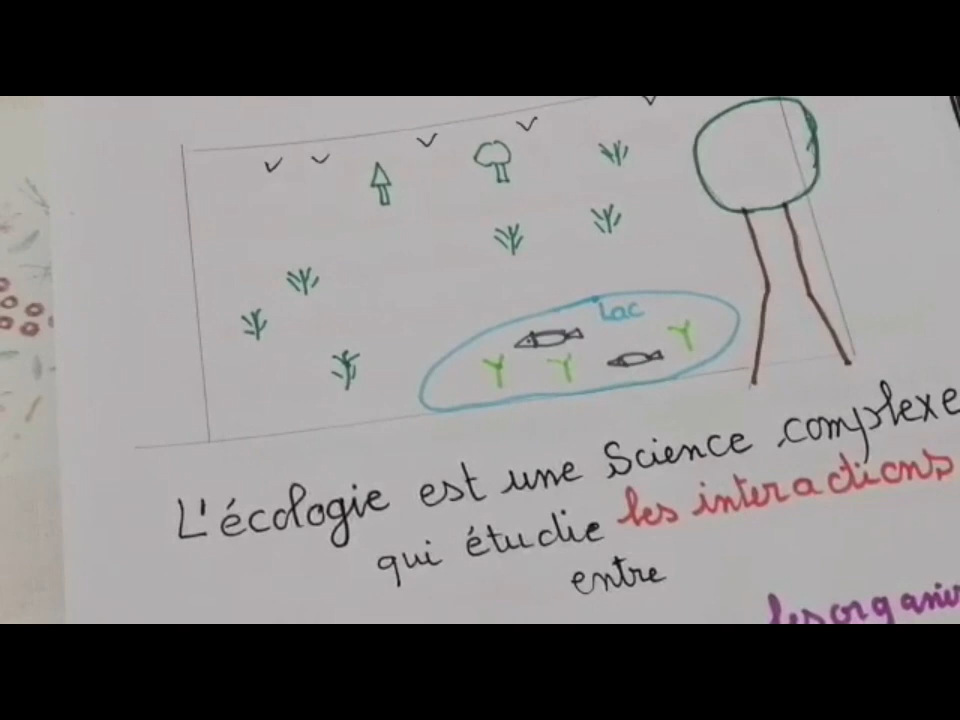 Lac
L'écologie est une Science complexe
qui étudie les interactions
entre